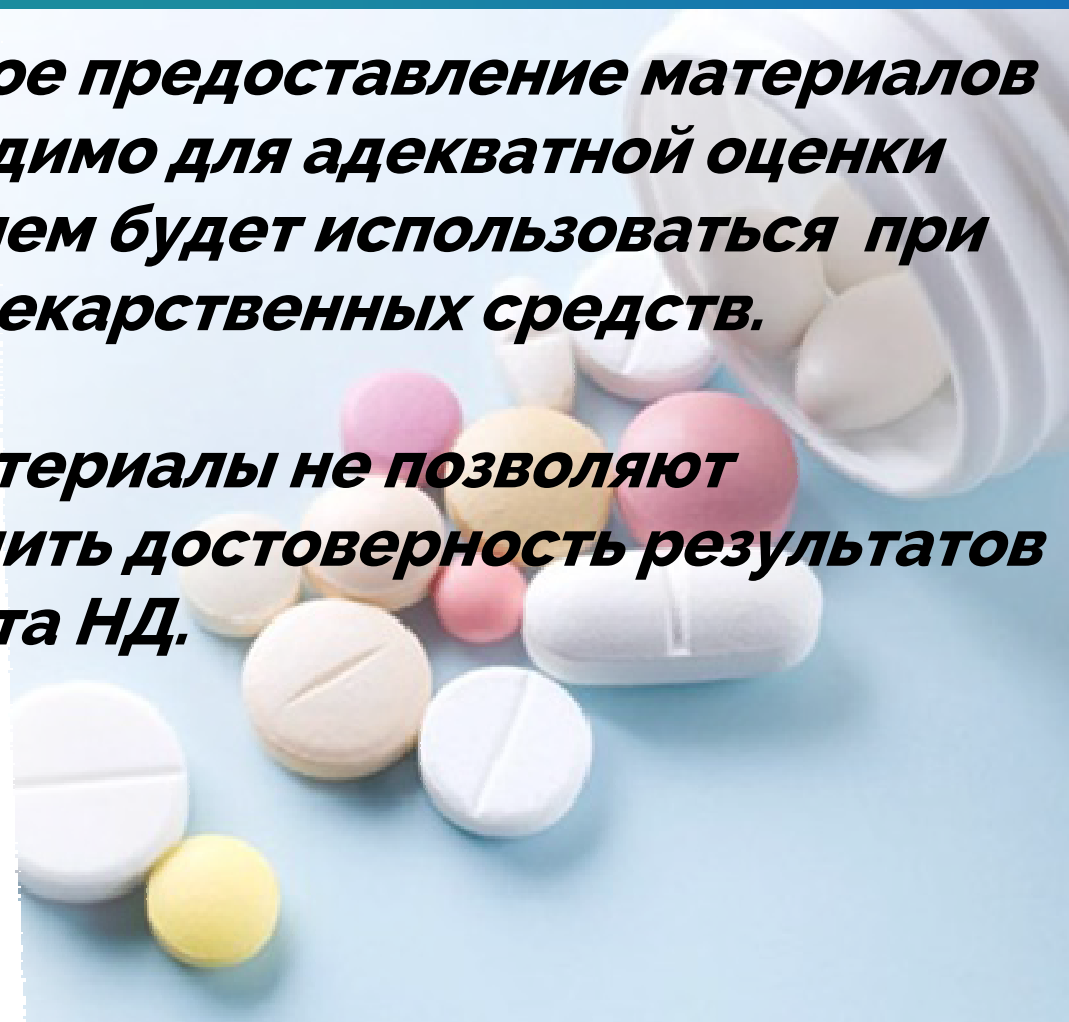 ое предоставление материалов
димо для адекватной оценки
ем будет использоваться при
екарственных средств.
териалы не позволяют
ить достоверность результатов
та НД.